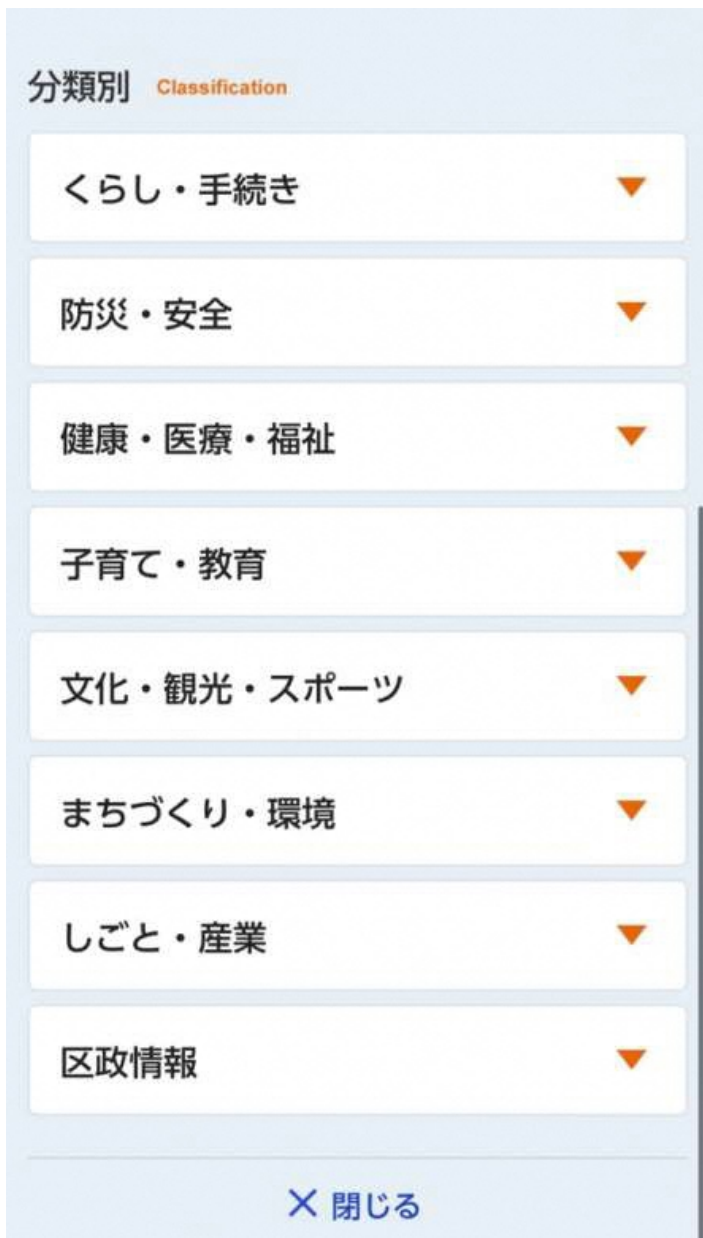 分類別 Classification
くらし・手続き
防災・安全
健康・医療・福祉
子育て・教育
文化・観光・スポーツ
まちづくり・環境
しごと・産業
区政情報
× 閉じる